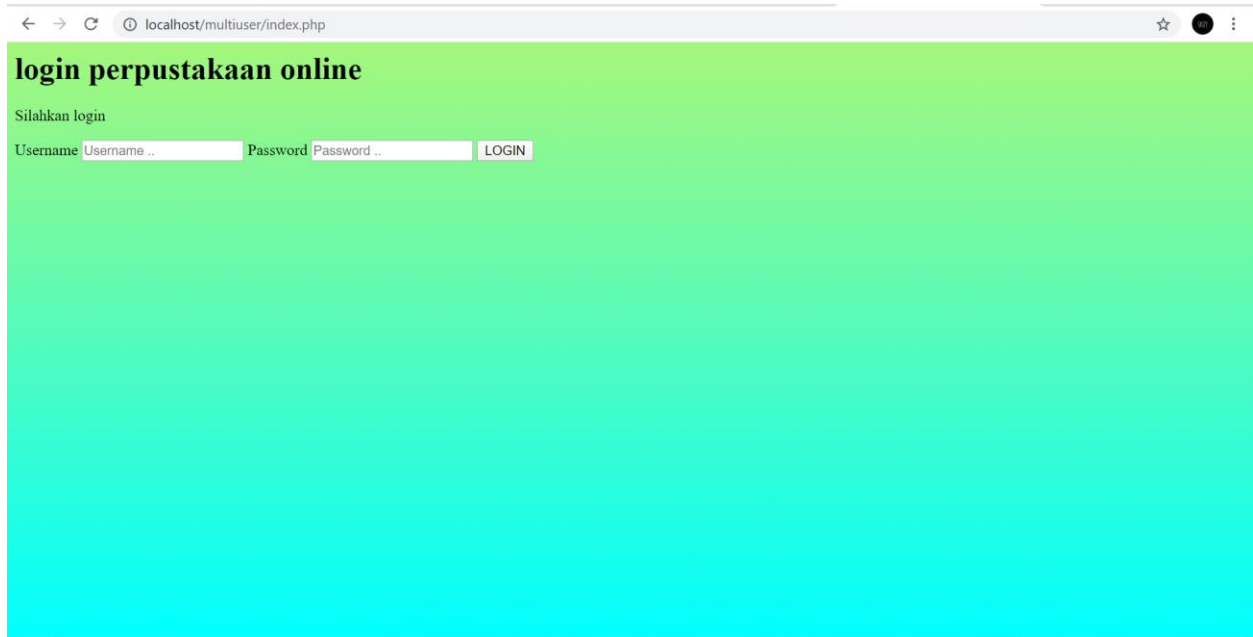 localhost/multiuser/index.php
login perpustakaan online
Silahkan login
Username Username .. Password Password .. LOGIN